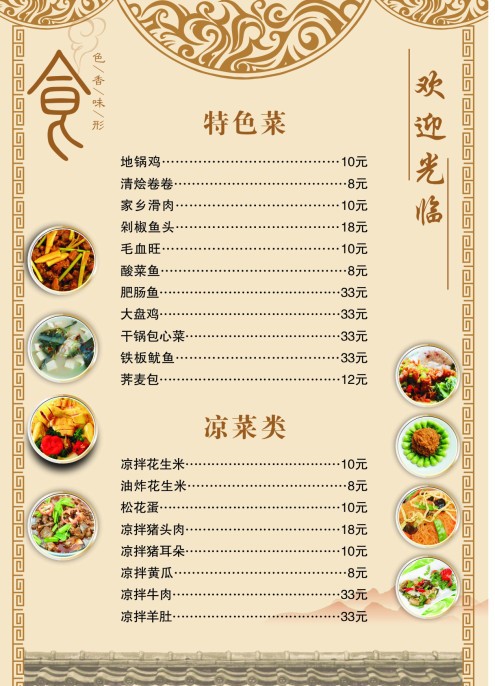 食
色/香/味/形
欢迎光临
特色菜
地锅鸡··········10元
清烩卷卷··········8元
家乡滑肉··········10元
剁椒鱼头··········18元
毛血旺··········10元
酸菜鱼··········8元
肥肠鱼··········33元
大盘鸡··········33元
干锅包心菜··········33元
铁板鱿鱼··········33元
荞麦包··········12元
凉菜类
凉拌花生米··········10元
油炸花生米··········8元
松花蛋··········10元
凉拌猪头肉··········18元
凉拌猪耳朵··········10元
凉拌黄瓜··········8元
凉拌牛肉··········33元
凉拌羊肚··········33元